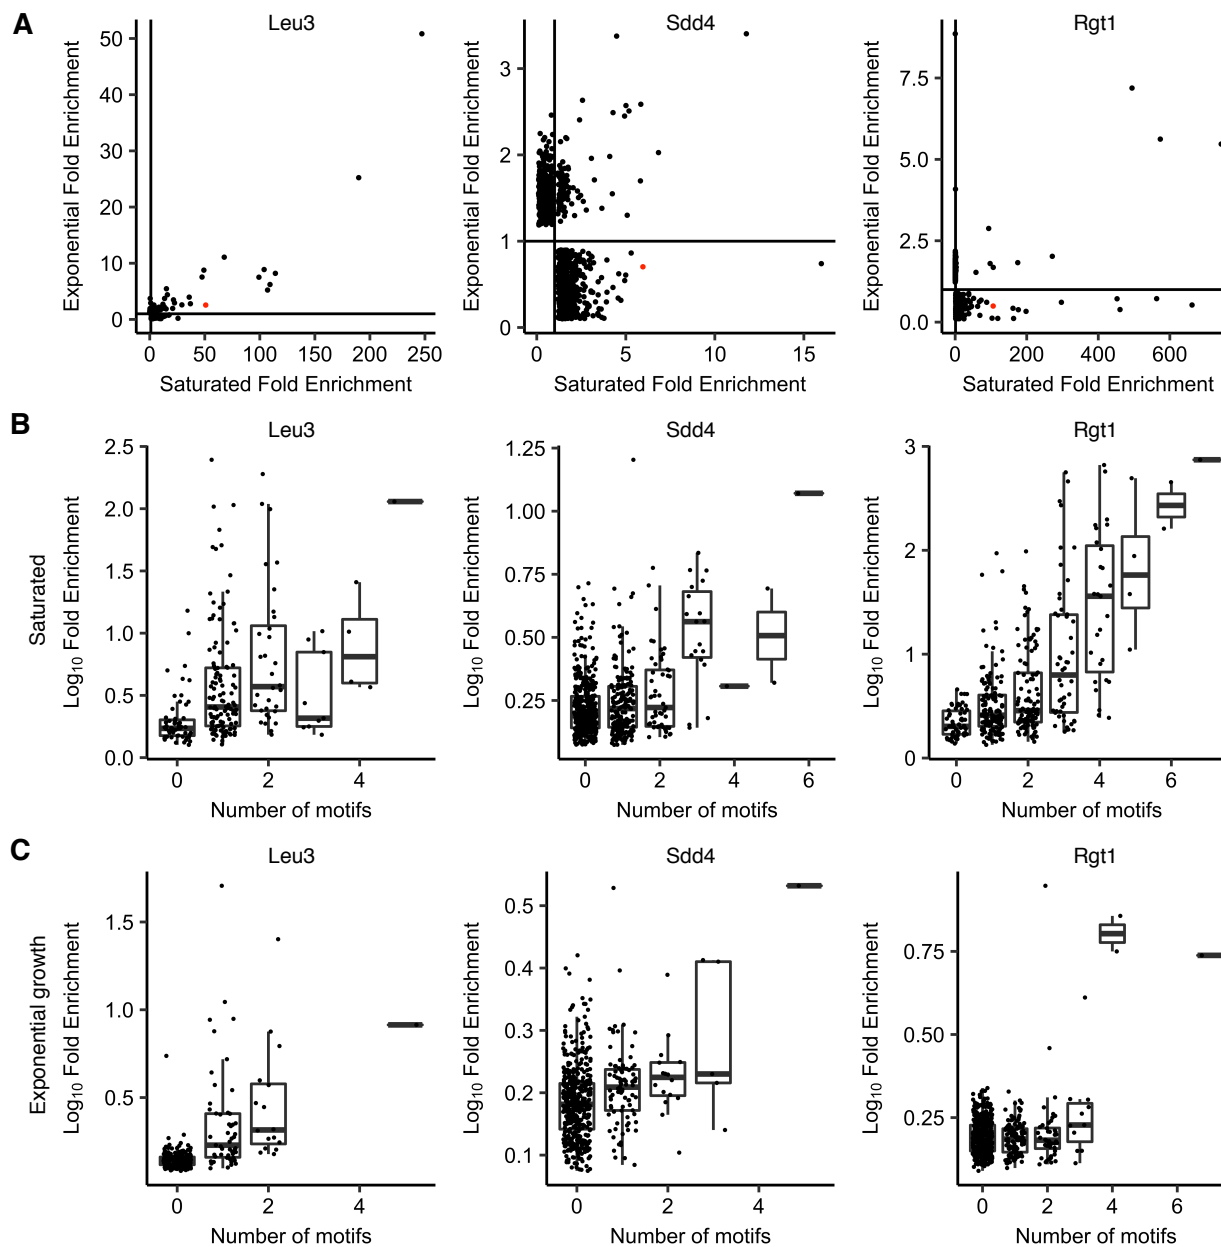 A
Leu3
Sdd4
Rgt1
Exponential Fold Enrichment
50
40
30
20
10
0
0 50 100 150 200 250
Saturated Fold Enrichment
Exponential Fold Enrichment
3
2
1
0
0 5 10 15
Saturated Fold Enrichment
Exponential Fold Enrichment
7.5
5.0
2.5
0.0
0 200 400 600
Saturated Fold Enrichment
B
Leu3
Sdd4
Rgt1
Saturated
Log10 Fold Enrichment
2.5
2.0
1.5
1.0
0.5
0.0
0 2 4
Number of motifs
Log10 Fold Enrichment
1.25
1.00
0.75
0.50
0.25
0 2 4 6
Number of motifs
Log10 Fold Enrichment
3
2
1
0
0 2 4 6
Number of motifs
C
Leu3
Sdd4
Rgt1
Exponential growth
Log10 Fold Enrichment
1.5
1.0
0.5
0 2 4
Number of motifs
Log10 Fold Enrichment
0.5
0.4
0.3
0.2
0.1
0 2 4
Number of motifs
Log10 Fold Enrichment
0.75
0.50
0.25
0 2 4 6
Number of motifs